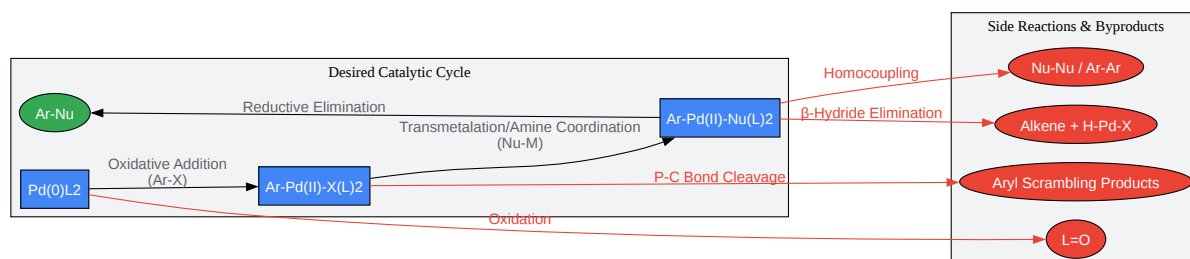 Side Reactions & Byproducts
Desired Catalytic Cycle
Homocoupling
Nu-Nu / Ar-Ar
Reductive Elimination
Ar-Nu
Ar-Pd(II)-Nu(L)2
β-Hydride Elimination
Alkene + H-Pd-X
Transmetalation/Amine Coordination
(Nu-M)
Oxidative Addition
(Ar-X)
Pd(0)L2
Ar-Pd(II)-X(L)2
P-C Bond Cleavage
Aryl Scrambling Products
Oxidation
L=O